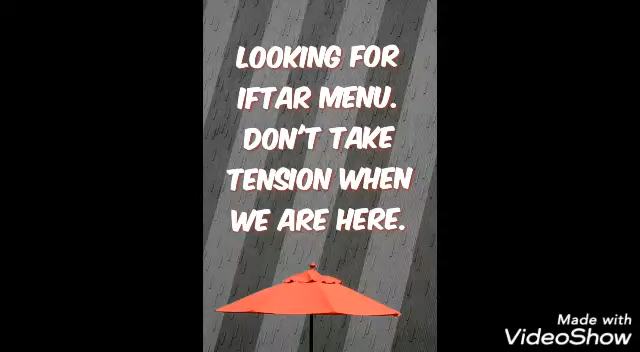 LOOKING FOR
IFTAR MENU.
DON'T TAKE
TENSION WHEN
WE ARE HERE.
Made with
VideoShow